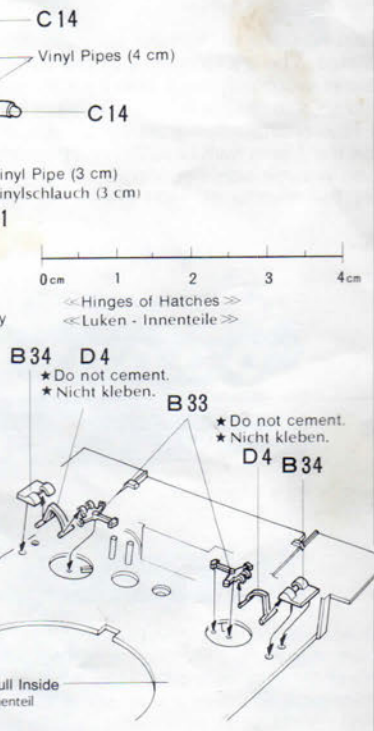 C14
Vinyl Pipes (4 cm)
C14
inyl Pipe (3 cm)
inylschlauch (3 cm)
1
0cm 1 2 3 4cm
≪Hinges of Hatches≫
y
≪Luken - Innenteile≫
B34 D4
★Do not cement.
★Nicht kleben.
B33
★Do not cement.
★Nicht kleben.
D4 B34
ull Inside
enteil